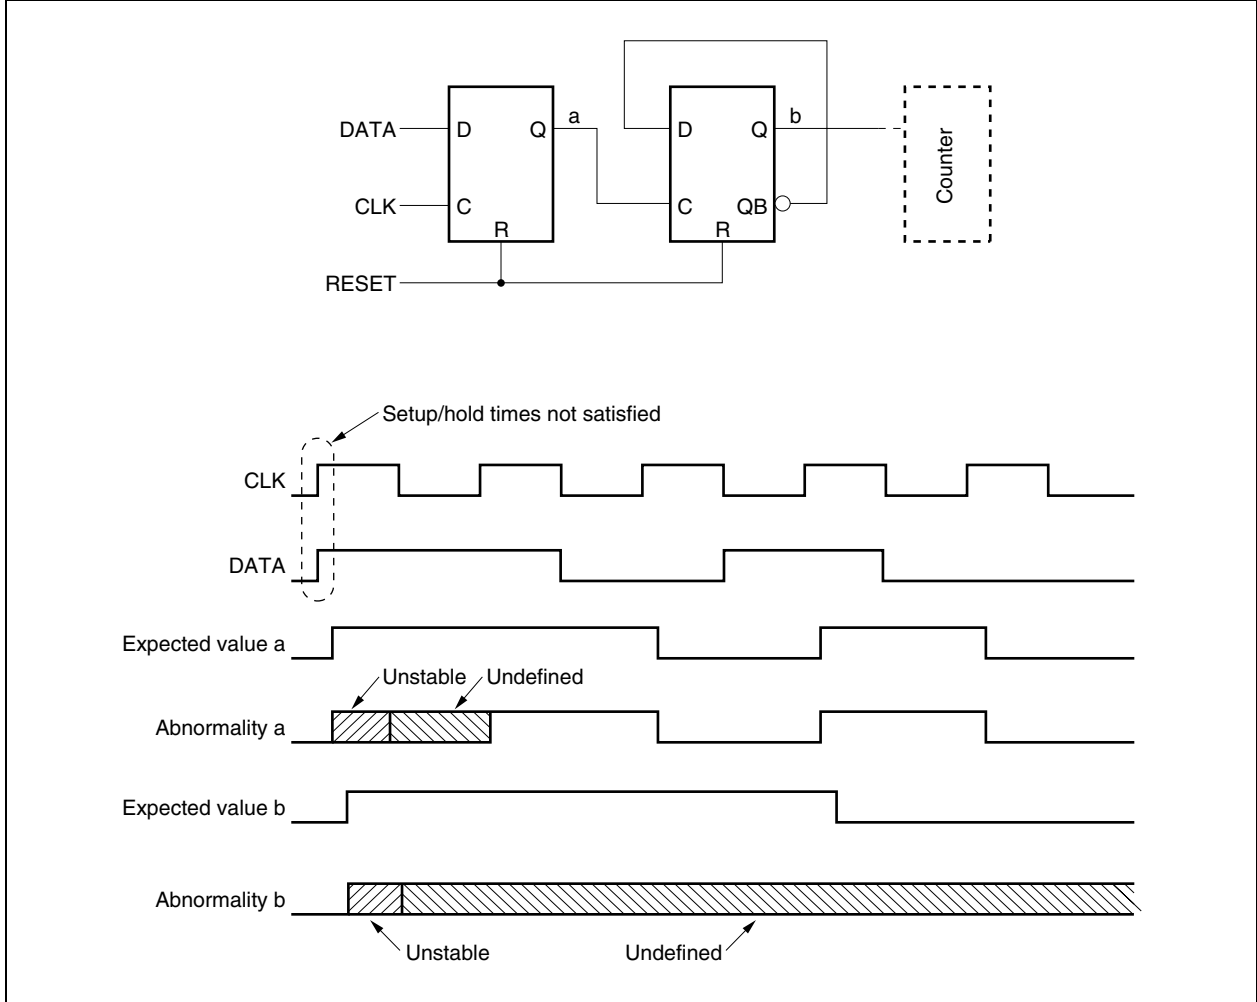 a
b
DATA
D
Q
D
Q
Counter
CLK
C
C
QB
R
R
RESET
Setup/hold times not satisfied
CLK
DATA
Expected value a
Unstable
Undefined
Abnormality a
Expected value b
Abnormality b
Unstable
Undefined